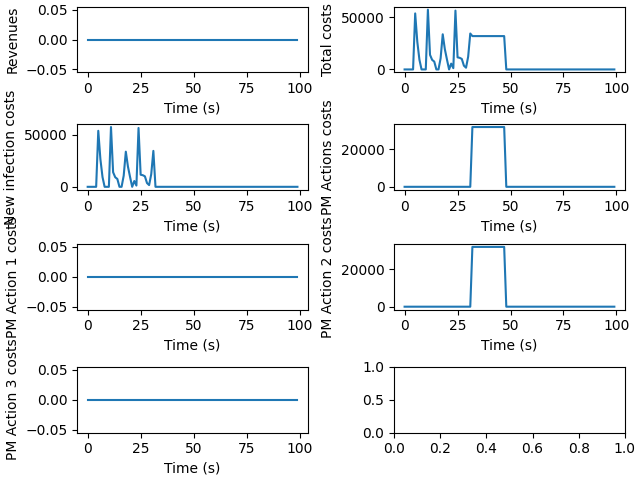 Revenues
0.05
0.00
−0.05
0 25 50 75 100
Time (s)
Total costs
50000
0
0 25 50 75 100
Time (s)
New infection costs
50000
0
0 25 50 75 100
Time (s)
PM Actions costs
20000
0
0 25 50 75 100
Time (s)
PM Action 1 costs
0.05
0.00
−0.05
0 25 50 75 100
Time (s)
PM Action 2 costs
20000
0
0 25 50 75 100
Time (s)
PM Action 3 costs
0.05
0.00
−0.05
0 25 50 75 100
Time (s)
1.0
0.5
0.0
0.0 0.2 0.4 0.6 0.8 1.0